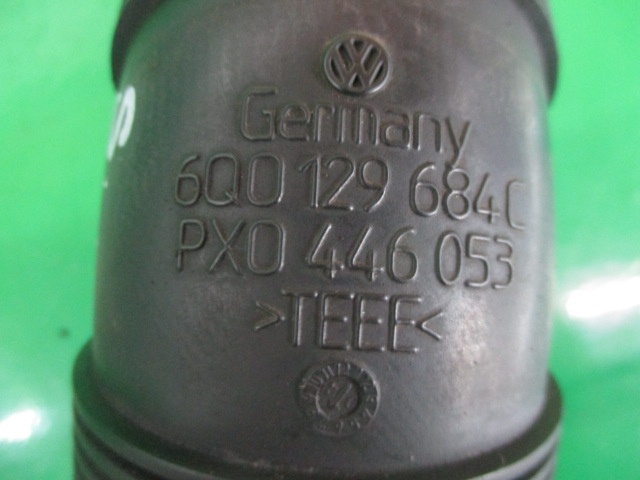 Germany
6Q0 129 684C
PX0 446 053
>TEEE<